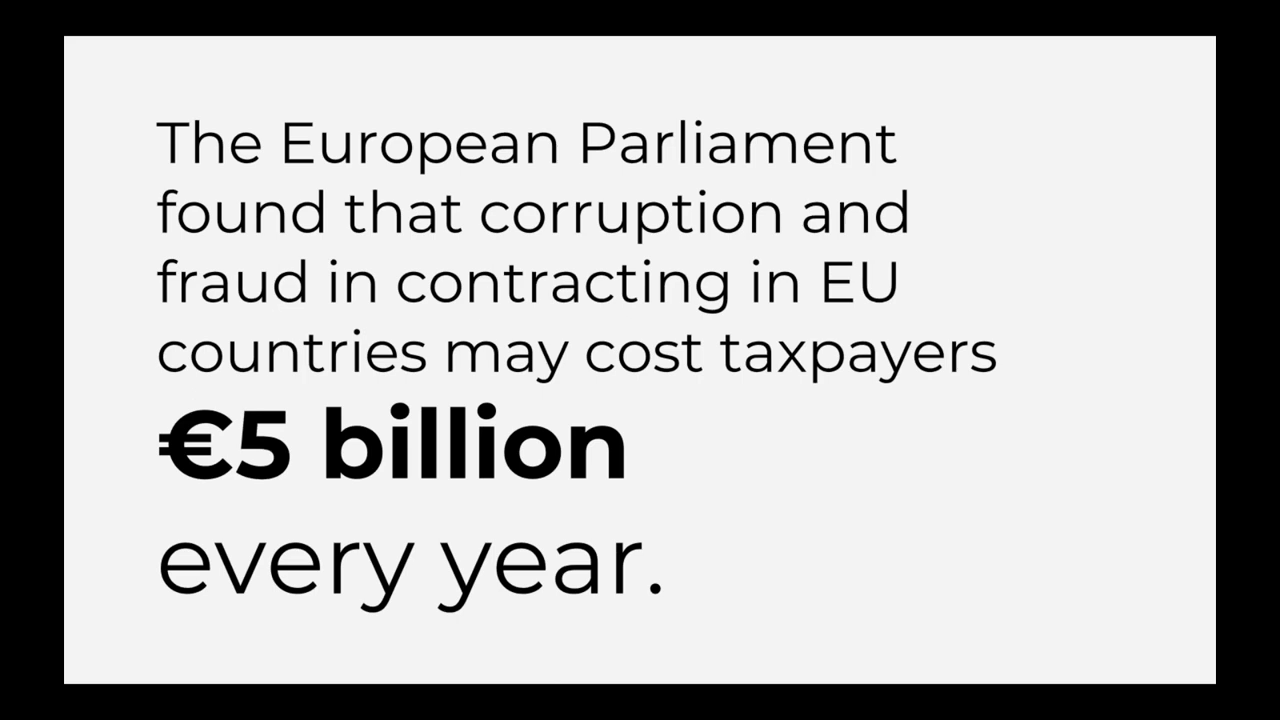 The European Parliament
found that corruption and
fraud in contracting in EU
countries may cost taxpayers
€5 billion
every year.